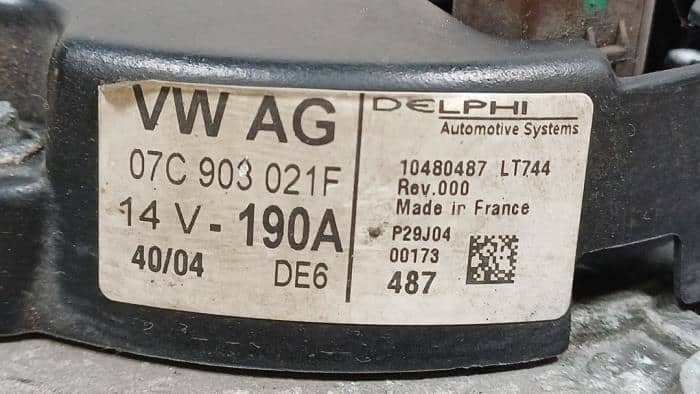 VW AG
07C 903 021F
14 V - 190A
40/04 DE6
DELPHI
Automotive Systems
10480487 LT744
Rev.000
Made in France
P29J04
00173
487